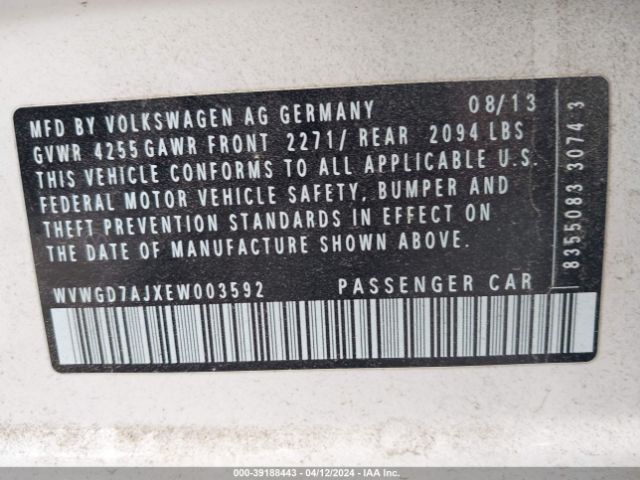 MFD BY VOLKSWAGEN AG GERMANY 08/13
GVWR 4255 GAWR FRONT 2271/ REAR 2094 LBS
THIS VEHICLE CONFORMS TO ALL APPLICABLE U.S.
FEDERAL MOTOR VEHICLE SAFETY, BUMPER AND
THEFT PREVENTION STANDARDS IN EFFECT ON
THE DATE OF MANUFACTURE SHOWN ABOVE.
WVWGD7AJXEW003592 PASSENGER CAR
8355083 3074 3
000-39188443 - 04/12/2024 - IAA Inc.